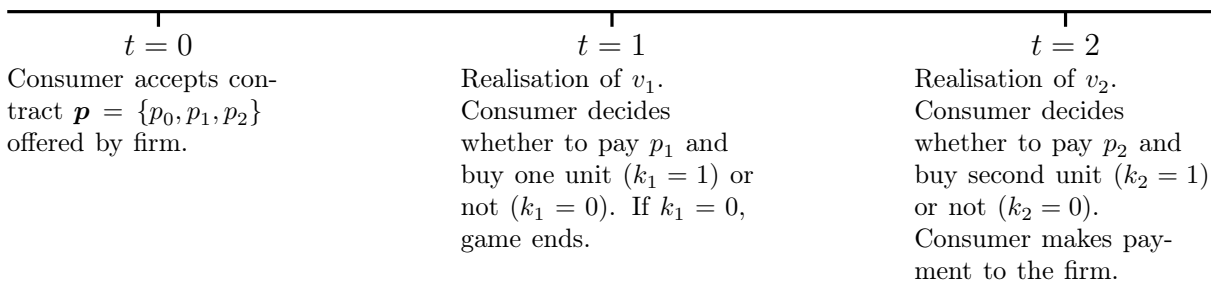 t = 0
Consumer accepts con-
tract p = {p₀, p₁, p₂}
offered by firm.
t = 1
Realisation of v₁.
Consumer decides
whether to pay p₁ and
buy one unit (k₁ = 1) or
not (k₁ = 0). If k₁ = 0,
game ends.
t = 2
Realisation of v₂.
Consumer decides
whether to pay p₂ and
buy second unit (k₂ = 1)
or not (k₂ = 0).
Consumer makes pay-
ment to the firm.